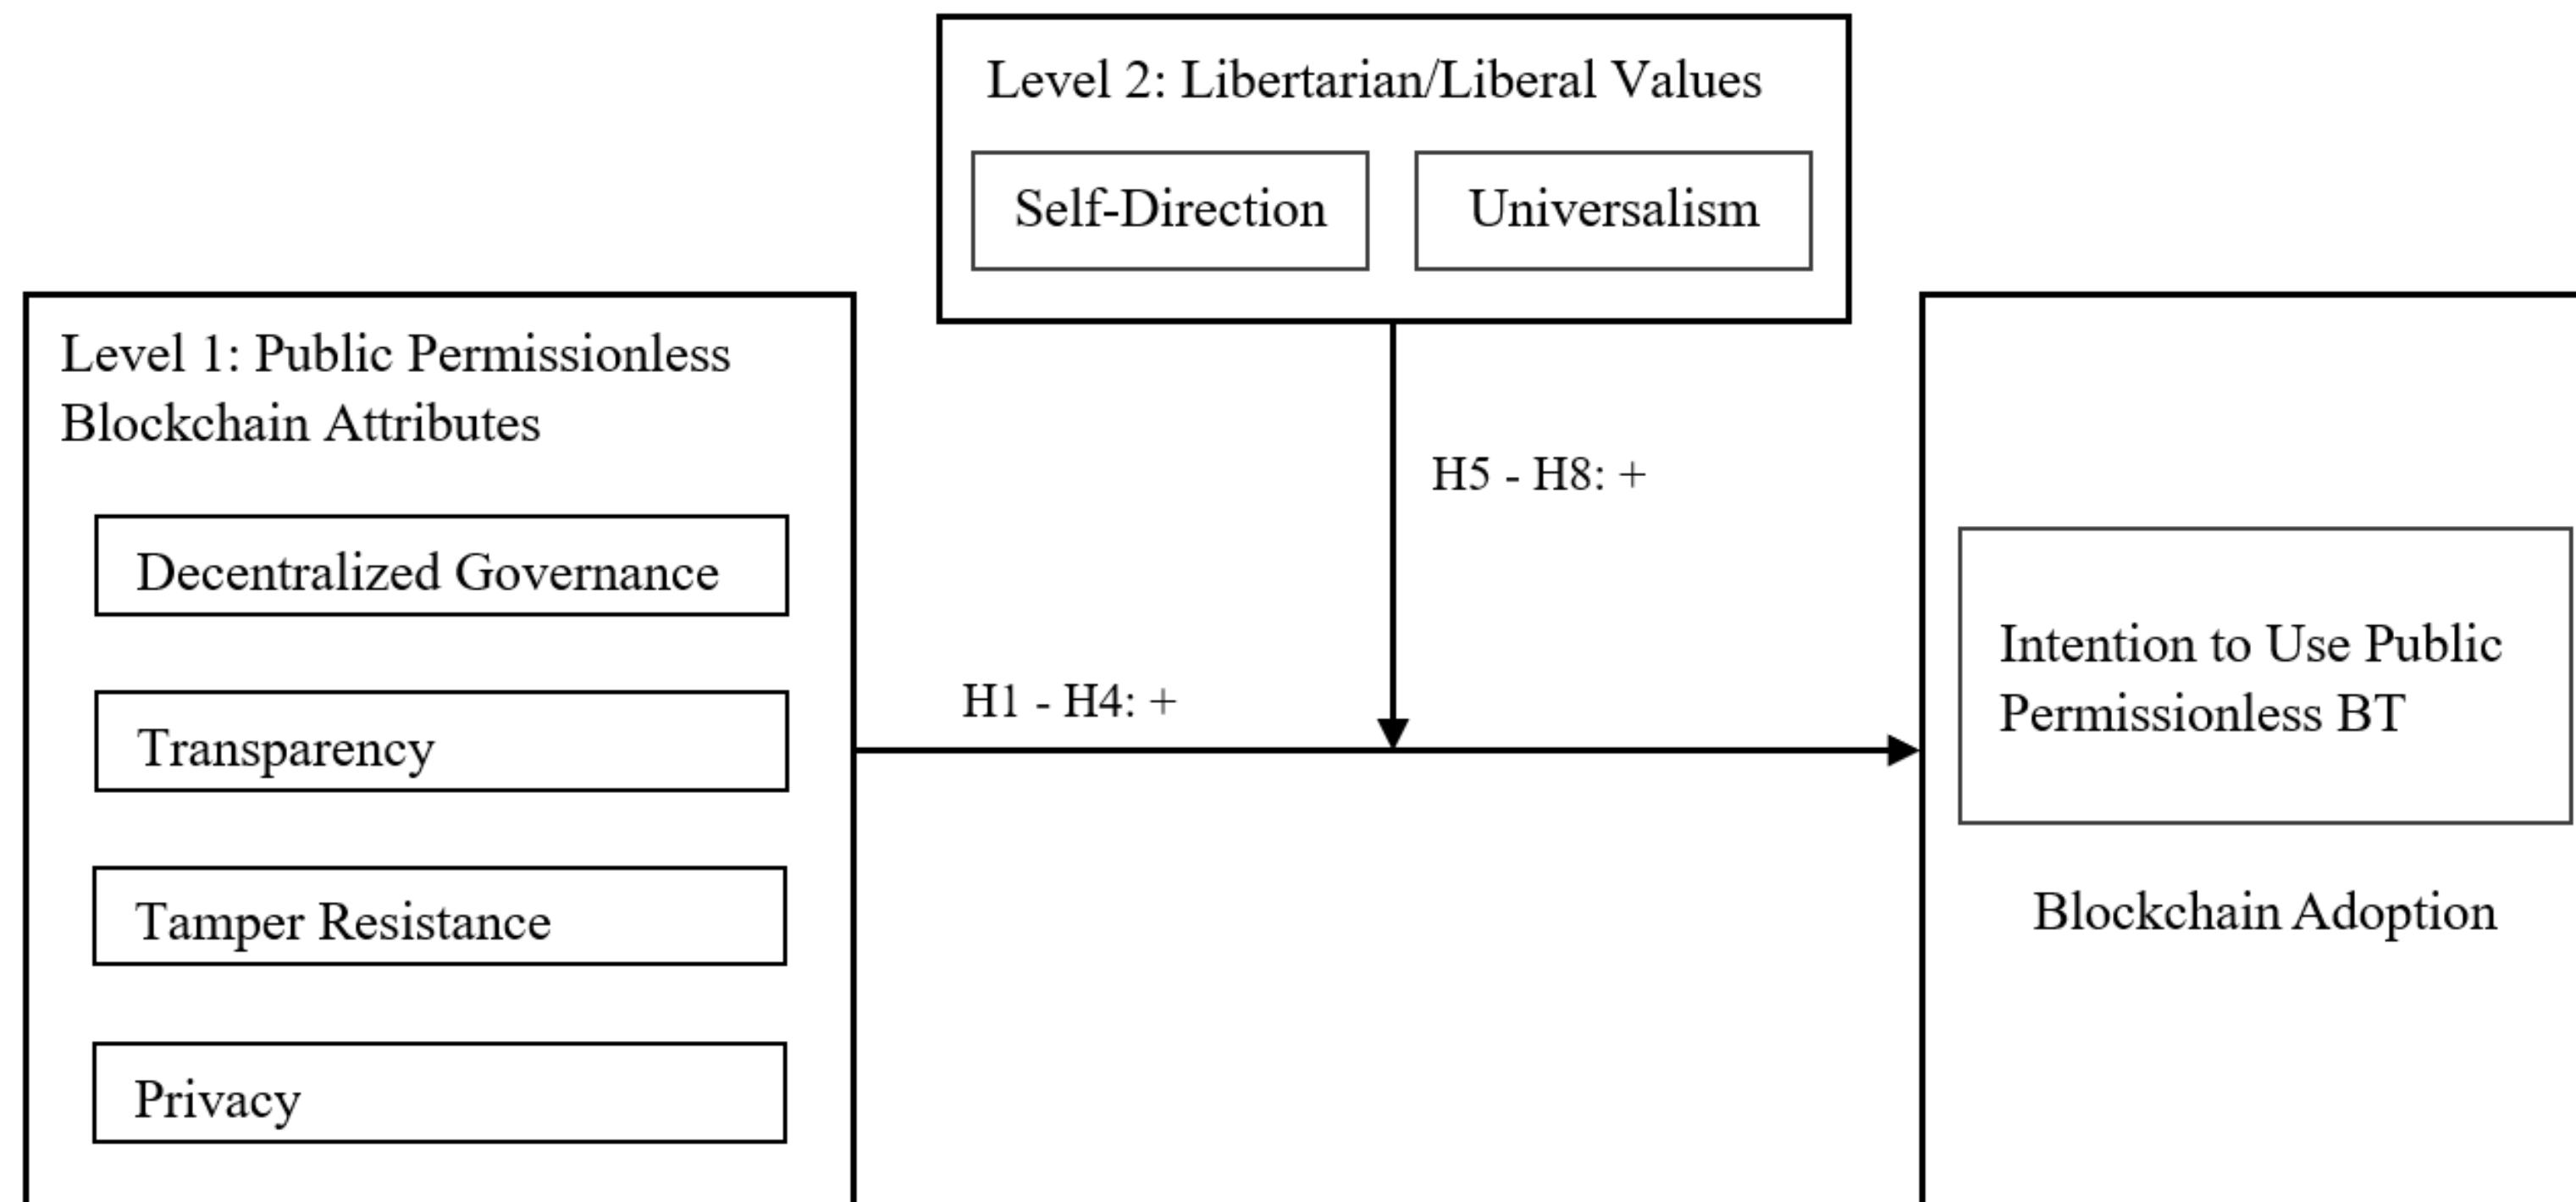 Level 2: Libertarian/Liberal Values
Self-Direction
Universalism
Level 1: Public Permissionless
Blockchain Attributes
Decentralized Governance
Transparency
Tamper Resistance
Privacy
H5 - H8: +
H1 - H4: +
Intention to Use Public
Permissionless BT
Blockchain Adoption